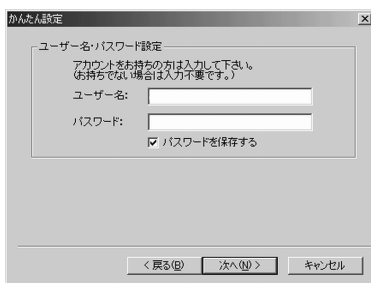 かんたん設定
ユーザー名・パスワード設定
アカウントをお持ちの方は入力して下さい。
(お持ちでない場合は入力不要です。)
ユーザー名:
パスワード:
パスワードを保存する
< 戻る(B)
次へ(N) >
キャンセル